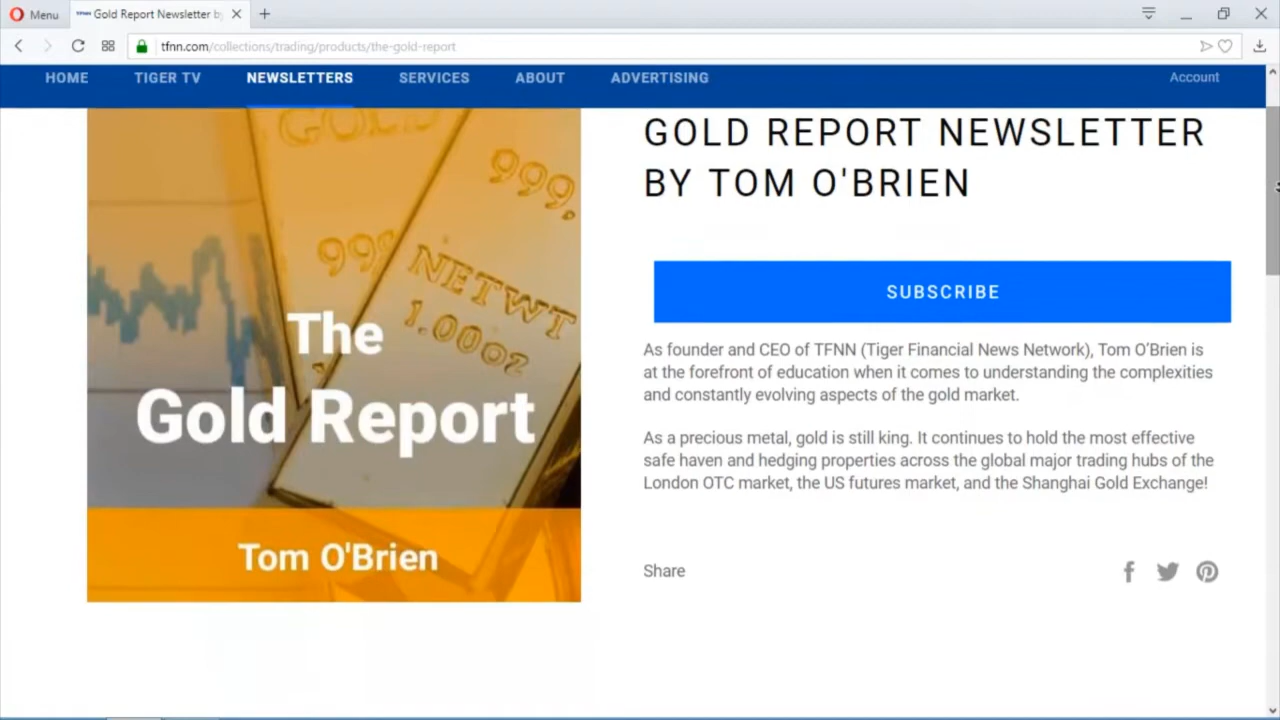 Menu
TFNN
Gold Report Newsletter b
tfnn.com/collections/trading/products/the-gold-report
HOME
TIGER TV
NEWSLETTERS
SERVICES
ABOUT
ADVERTISING
Account
GOLD
999.
999
NET WT
1.00oz
The
Gold Report
Tom O'Brien
GOLD REPORT NEWSLETTER
BY TOM O'BRIEN
SUBSCRIBE
As founder and CEO of TFNN (Tiger Financial News Network), Tom O'Brien is
at the forefront of education when it comes to understanding the complexities
and constantly evolving aspects of the gold market.
As a precious metal, gold is still king. It continues to hold the most effective
safe haven and hedging properties across the global major trading hubs of the
London OTC market, the US futures market, and the Shanghai Gold Exchange!
Share